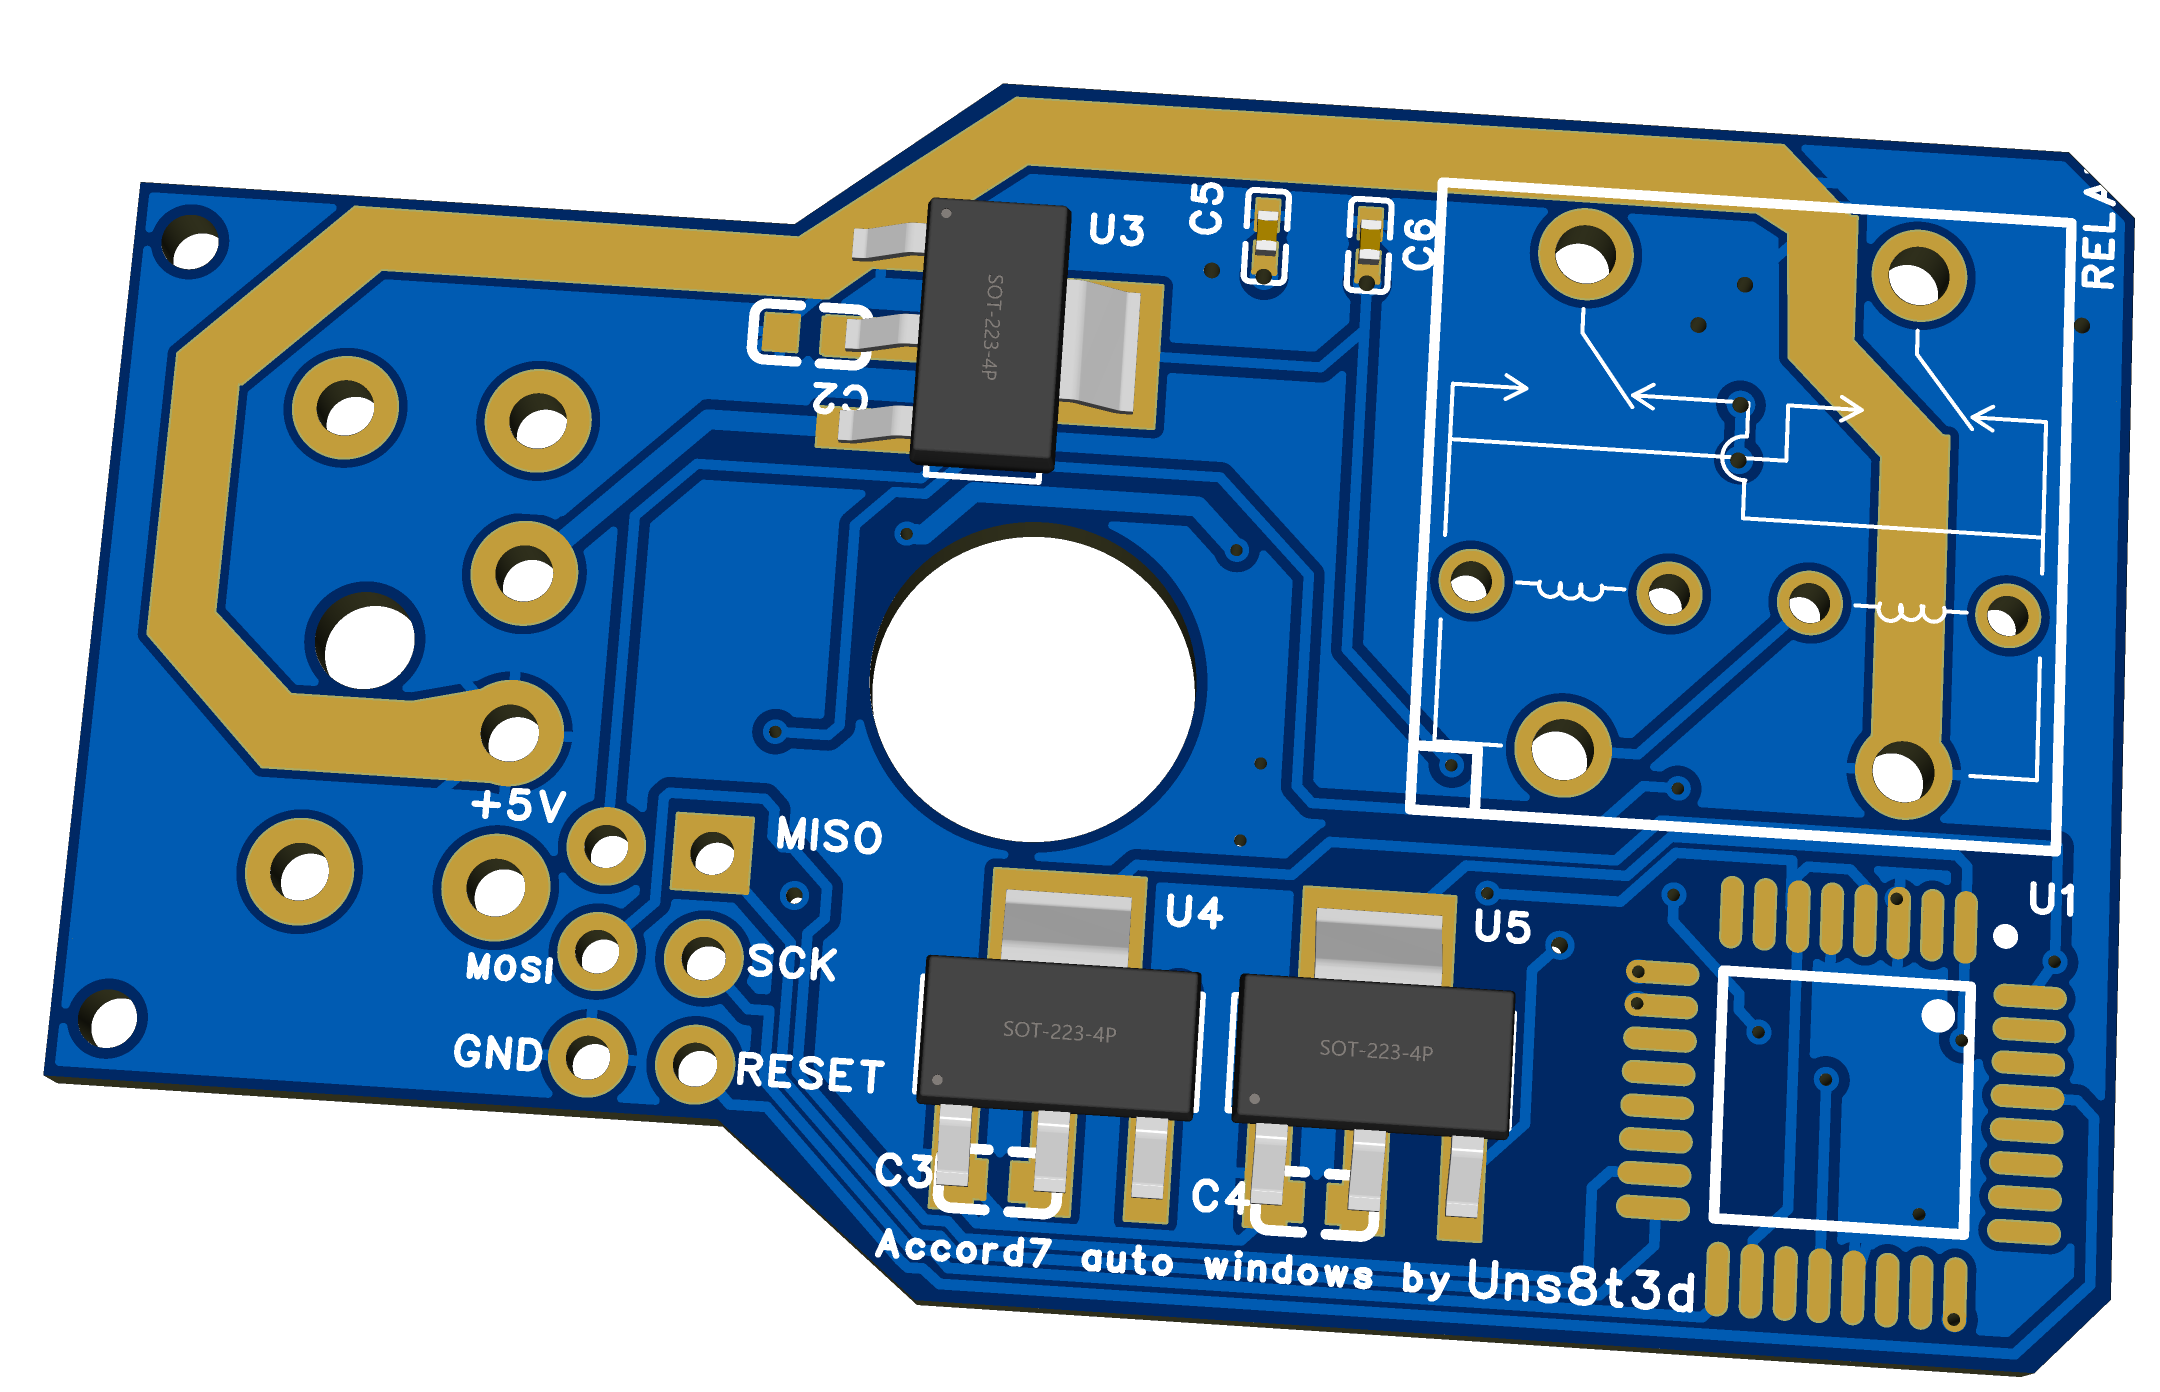 C5
C6
U3
RELA
SOT-223-4P
C2
+5V
MISO
U4
U5
U1
MOSI
SCK
SOT-223-4P
SOT-223-4P
GND
RESET
C3
C4
Accord7 auto windows by Uns8t3d